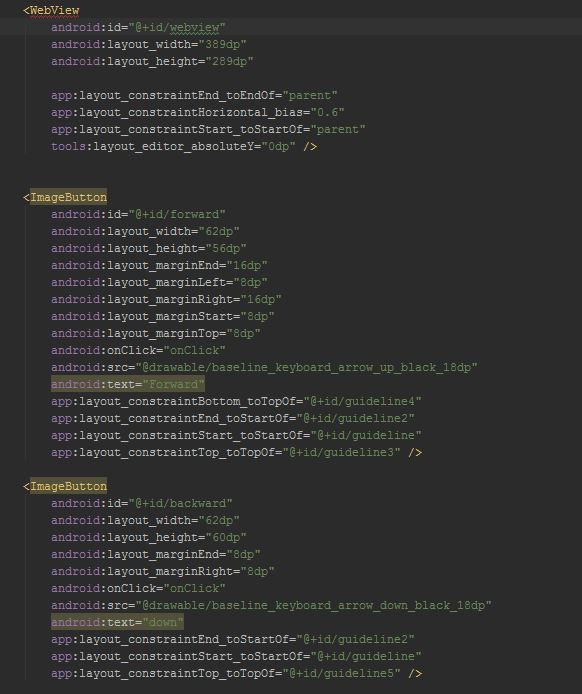 <WebView
android:id="@+id/webview"
android:layout_width="389dp"
android:layout_height="289dp"
app:layout_constraintEnd_toEndOf="parent"
app:layout_constraintHorizontal_bias="0.6"
app:layout_constraintStart_toStartOf="parent"
tools:layout_editor_absoluteY="0dp" />
<ImageButton
android:id="@+id/forward"
android:layout_width="62dp"
android:layout_height="56dp"
android:layout_marginEnd="16dp"
android:layout_marginLeft="8dp"
android:layout_marginRight="16dp"
android:layout_marginStart="8dp"
android:layout_marginTop="8dp"
android:onClick="onClick"
android:src="@drawable/baseline_keyboard_arrow_up_black_18dp"
android:text="Forward"
app:layout_constraintBottom_toTopOf="@+id/guideline4"
app:layout_constraintEnd_toStartOf="@+id/guideline2"
app:layout_constraintStart_toStartOf="@+id/guideline"
app:layout_constraintTop_toTopOf="@+id/guideline3" />
<ImageButton
android:id="@+id/backward"
android:layout_width="62dp"
android:layout_height="60dp"
android:layout_marginEnd="8dp"
android:layout_marginRight="8dp"
android:onClick="onClick"
android:src="@drawable/baseline_keyboard_arrow_down_black_18dp"
android:text="down"
app:layout_constraintEnd_toStartOf="@+id/guideline2"
app:layout_constraintStart_toStartOf="@+id/guideline"
app:layout_constraintTop_toTopOf="@+id/guideline5" />